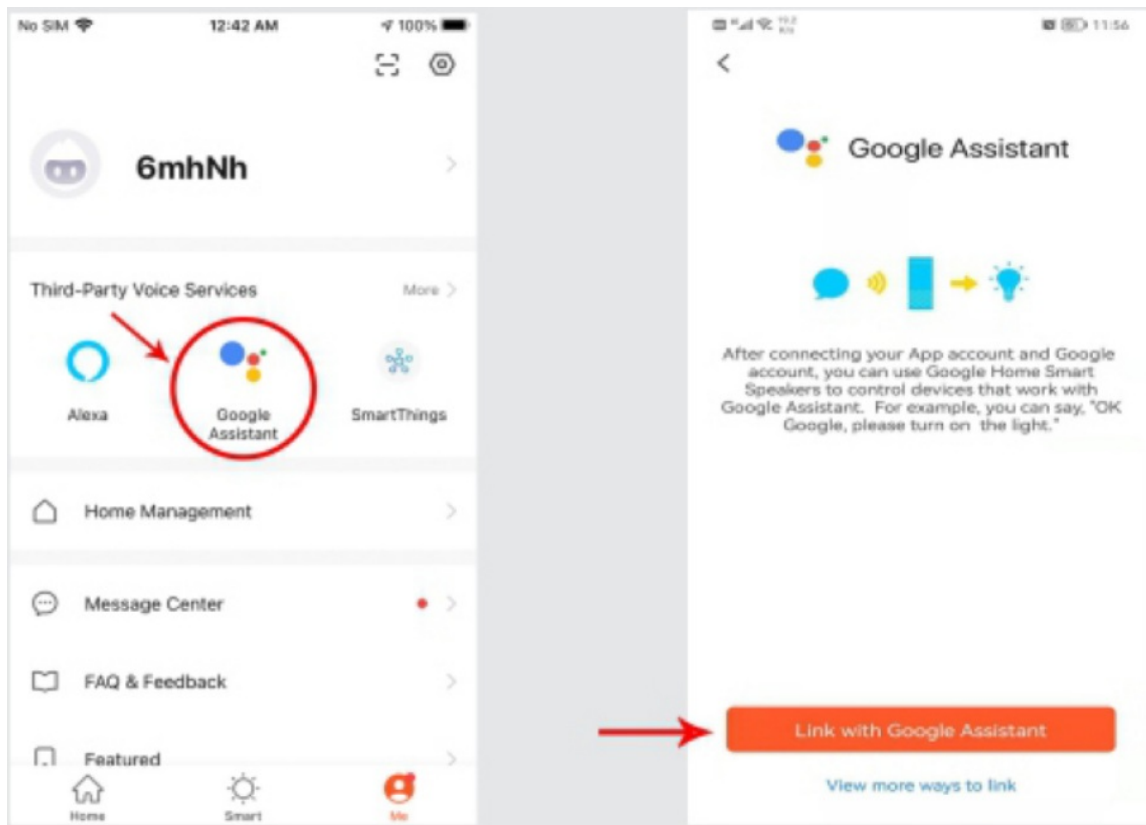 No SIM 12:42 AM 100%
6mhNh
Third-Party Voice Services More
Alexa
Google
Assistant
SmartThings
Home Management
Message Center
FAQ & Feedback
Featured
Home Smart Me
11:56
Google Assistant
After connecting your App account and Google
account, you can use Google Home Smart
Speakers to control devices that work with
Google Assistant. For example, you can say, "OK
Google, please turn on the light."
Link with Google Assistant
View more ways to link